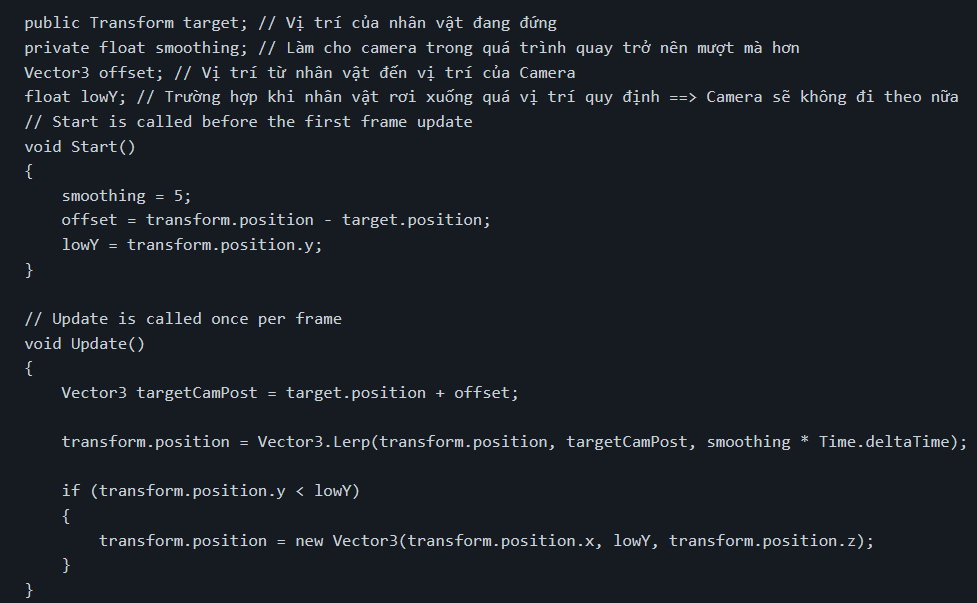 public Transform target; // Vị trí của nhân vật đang đứng
private float smoothing; // Làm cho camera trong quá trình quay trở nên mượt mà hơn
Vector3 offset; // Vị trí từ nhân vật đến vị trí của Camera
float lowY; // Trường hợp khi nhân vật rơi xuống quá vị trí quy định ==> Camera sẽ không đi theo nữa
// Start is called before the first frame update
void Start()
{
    smoothing = 5;
    offset = transform.position - target.position;
    lowY = transform.position.y;
}

// Update is called once per frame
void Update()
{
    Vector3 targetCamPost = target.position + offset;

    transform.position = Vector3.Lerp(transform.position, targetCamPost, smoothing * Time.deltaTime);

    if (transform.position.y < lowY)
    {
        transform.position = new Vector3(transform.position.x, lowY, transform.position.z);
    }
}